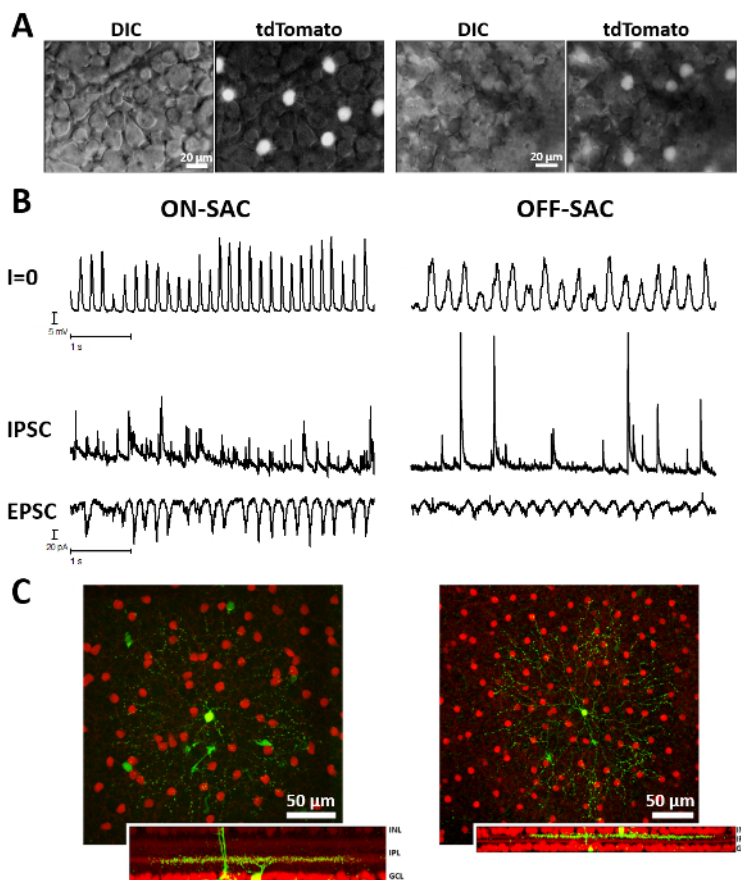 A
DIC tdTomato DIC tdTomato
20 µm 20 µm
B
ON-SAC OFF-SAC
I=0
5 mV
1 s
IPSC
EPSC
20 pA
1 s
C
50 µm 50 µm
INL
IPL
GCL